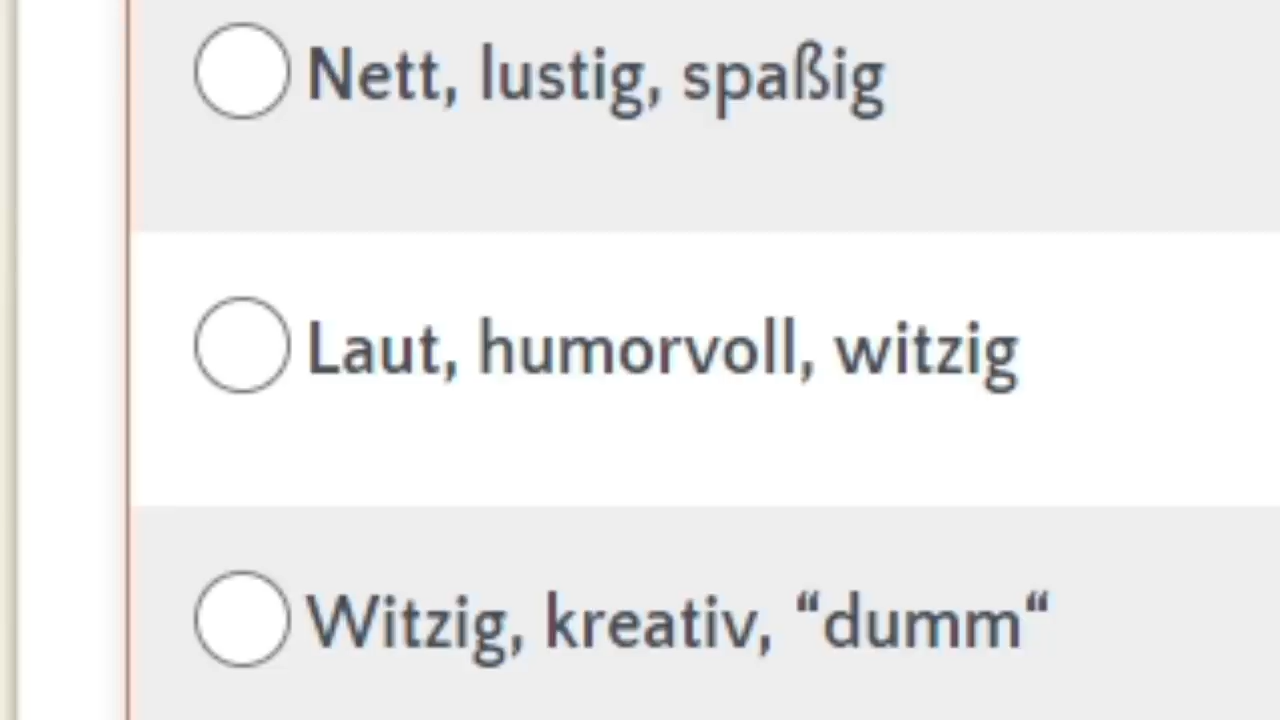 Nett, lustig, spaßig
Laut, humorvoll, witzig
Witzig, kreativ, “dumm“